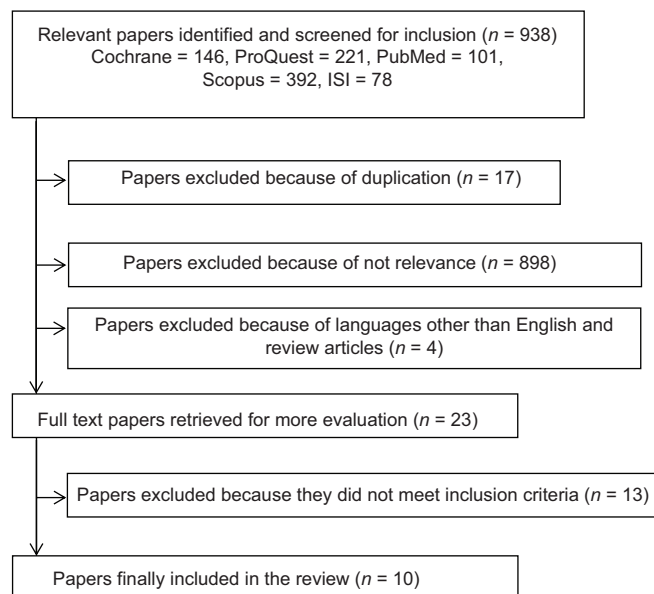 Relevant papers identified and screened for inclusion (n = 938)
Cochrane = 146, ProQuest = 221, PubMed = 101,
Scopus = 392, ISI = 78
Papers excluded because of duplication (n = 17)
Papers excluded because of not relevance (n = 898)
Papers excluded because of languages other than English and
review articles (n = 4)
Full text papers retrieved for more evaluation (n = 23)
Papers excluded because they did not meet inclusion criteria (n = 13)
Papers finally included in the review (n = 10)